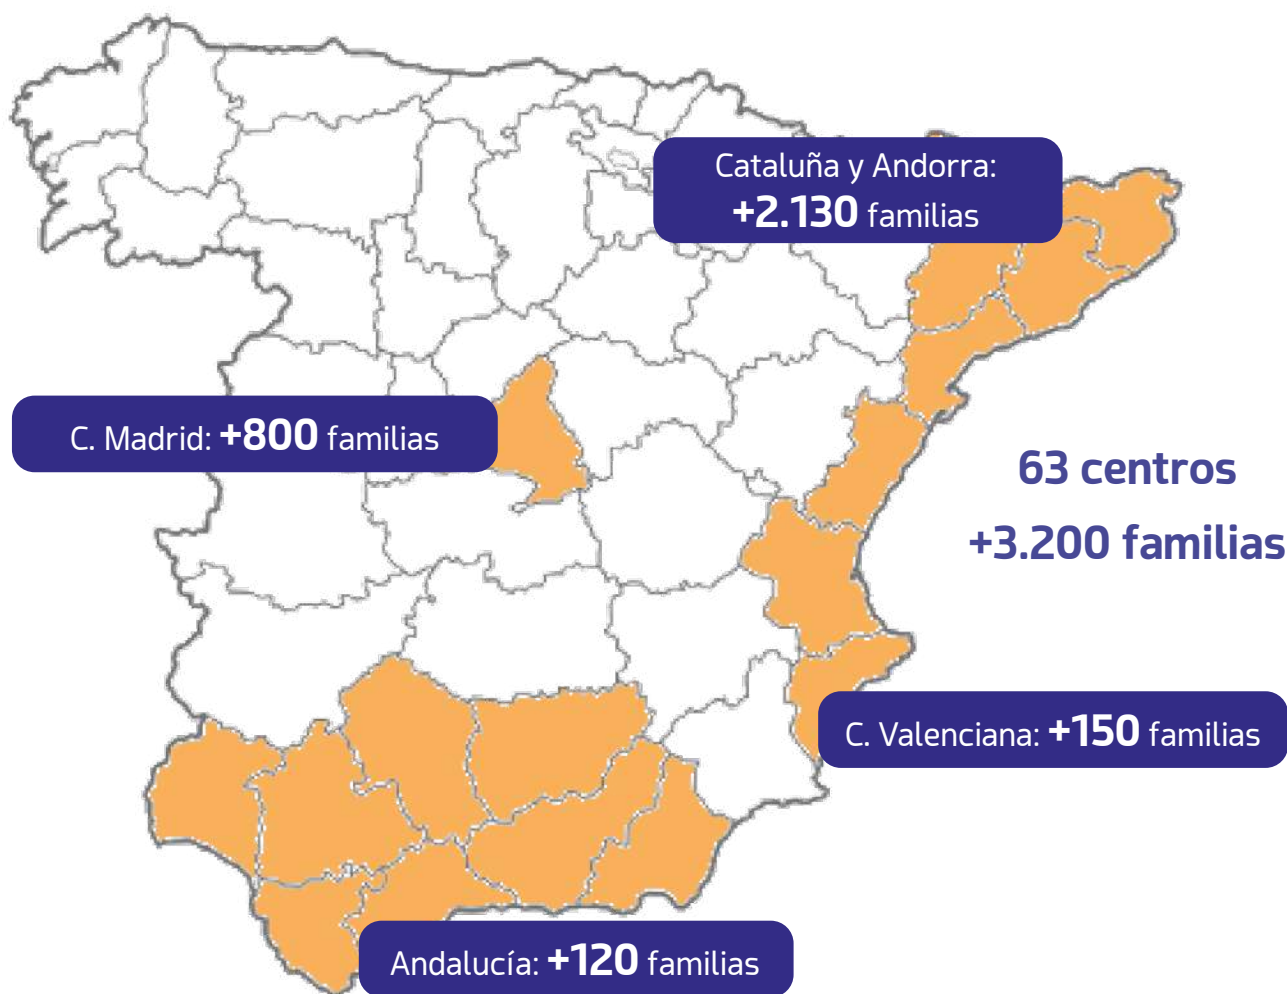 Cataluña y Andorra:
+2.130 familias
C. Madrid: +800 familias
63 centros
+3.200 familias
C. Valenciana: +150 familias
Andalucía: +120 familias